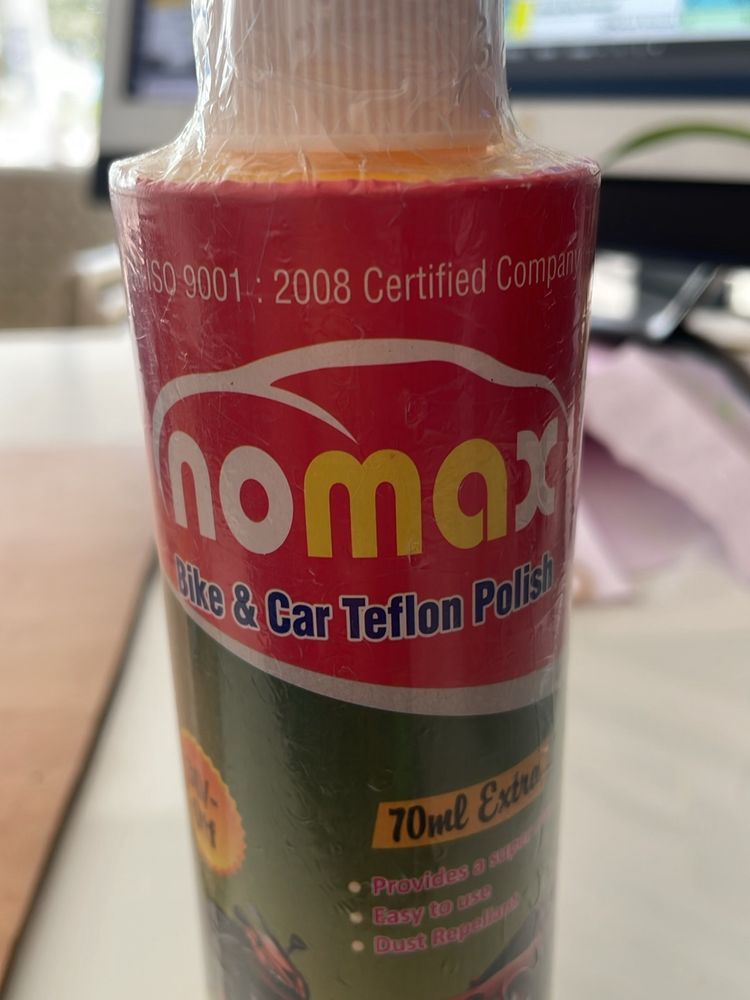 ISO 9001 : 2008 Certified Company
nomax
Bike & Car Teflon Polish
70ml Extra
Provides a
Easy to use
Dust Repellant